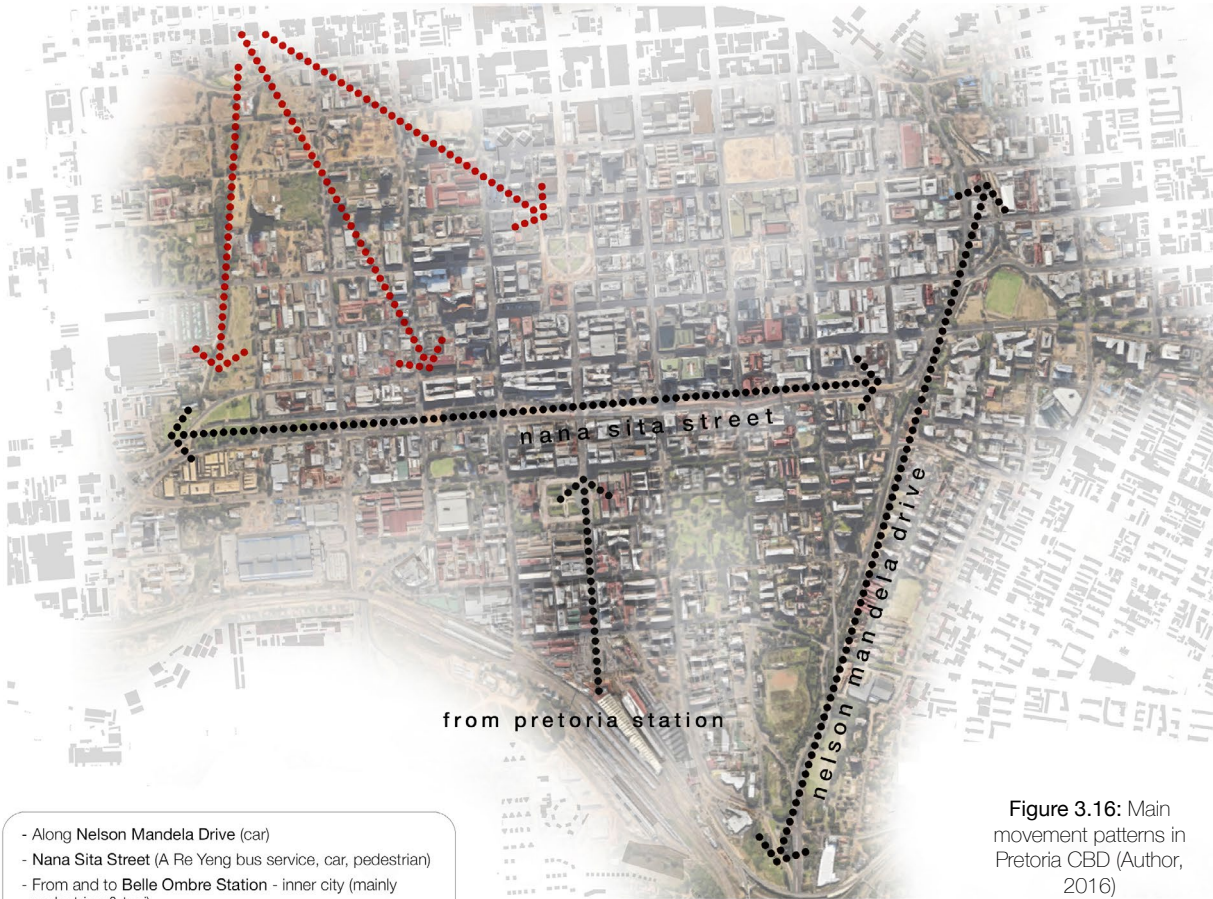 nana sita street
nelson mandela drive
from pretoria station
- Along Nelson Mandela Drive (car)
- Nana Sita Street (A Re Yeng bus service, car, pedestrian)
- From and to Belle Ombre Station - inner city (mainly
Figure 3.16: Main
movement patterns in
Pretoria CBD (Author,
2016)